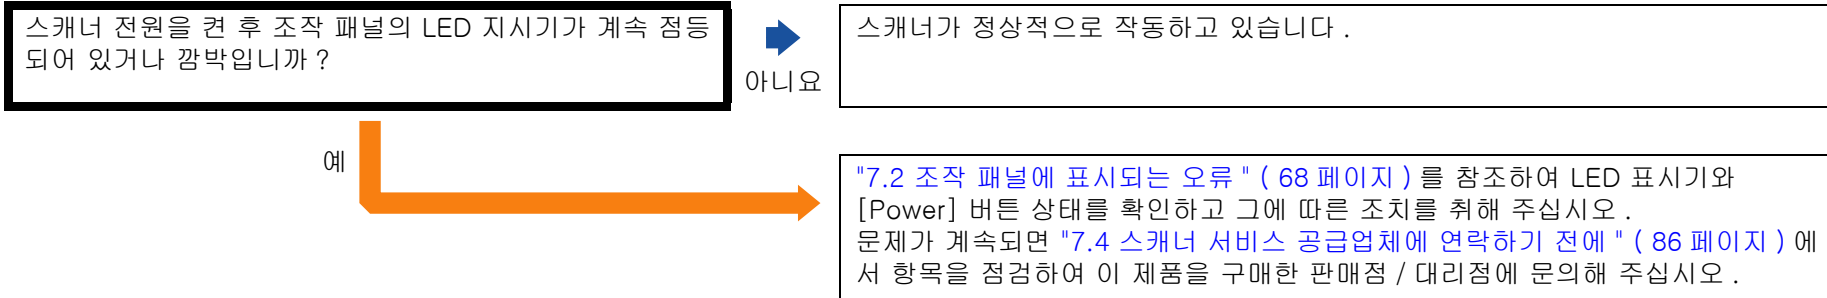 스캐너 전원을 켠 후 조작 패널의 LED 지시기가 계속 점등
되어 있거나 깜박입니까 ?
아니요
스캐너가 정상적으로 작동하고 있습니다 .
예
"7.2 조작 패널에 표시되는 오류 " ( 68 페이지 ) 를 참조하여 LED 표시기와
[Power] 버튼 상태를 확인하고 그에 따른 조치를 취해 주십시오 .
문제가 계속되면 "7.4 스캐너 서비스 공급업체에 연락하기 전에 " ( 86 페이지 ) 에
서 항목을 점검하여 이 제품을 구매한 판매점 / 대리점에 문의해 주십시오 .